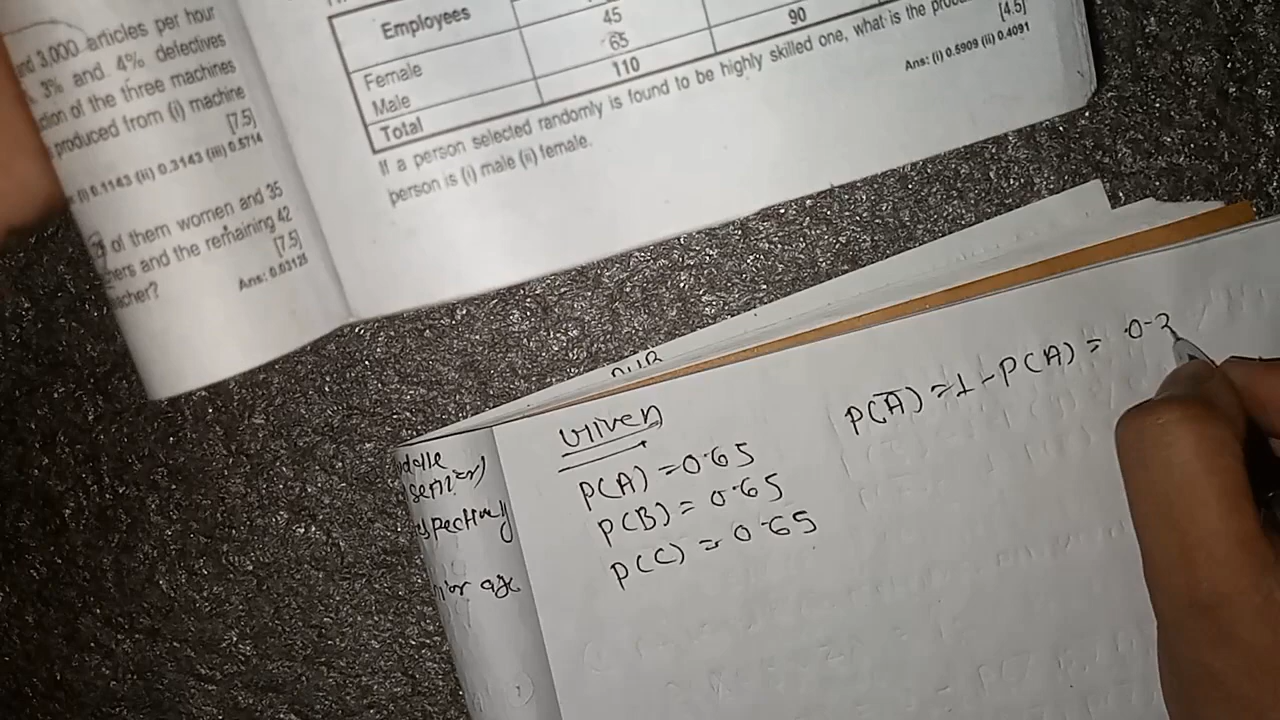 and 3,000 articles per hour
3% and 4% defectives
ction of the three machines
produced from (i) machine
[7.5]
(i) 0.1143 (ii) 0.3143 (iii) 0.5714
of them women and 35
hers and the remaining 42
eacher?
[7.5]
Ans: 0.03125
Employees
Female 45
Male 65
Total 110 90
If a person selected randomly is found to be highly skilled one, what is the
person is (i) male (ii) female.
[4.5]
Ans: (i) 0.5909 (ii) 0.4091
Given
P(A) = 0.65
P(B) = 0.65
P(C) = 0.65
P(A̅) = 1 - P(A) = 0.3